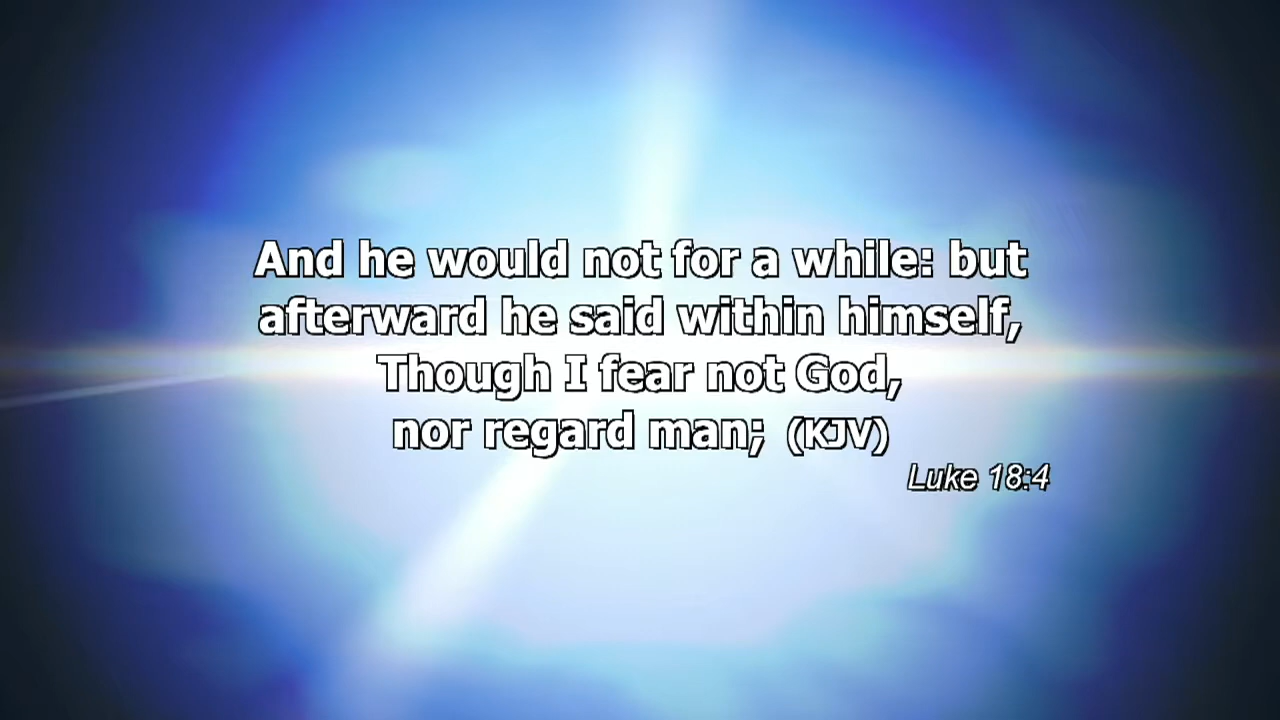 And he would not for a while: but
afterward he said within himself,
Though I fear not God,
nor regard man; (KJV)
Luke 18:4